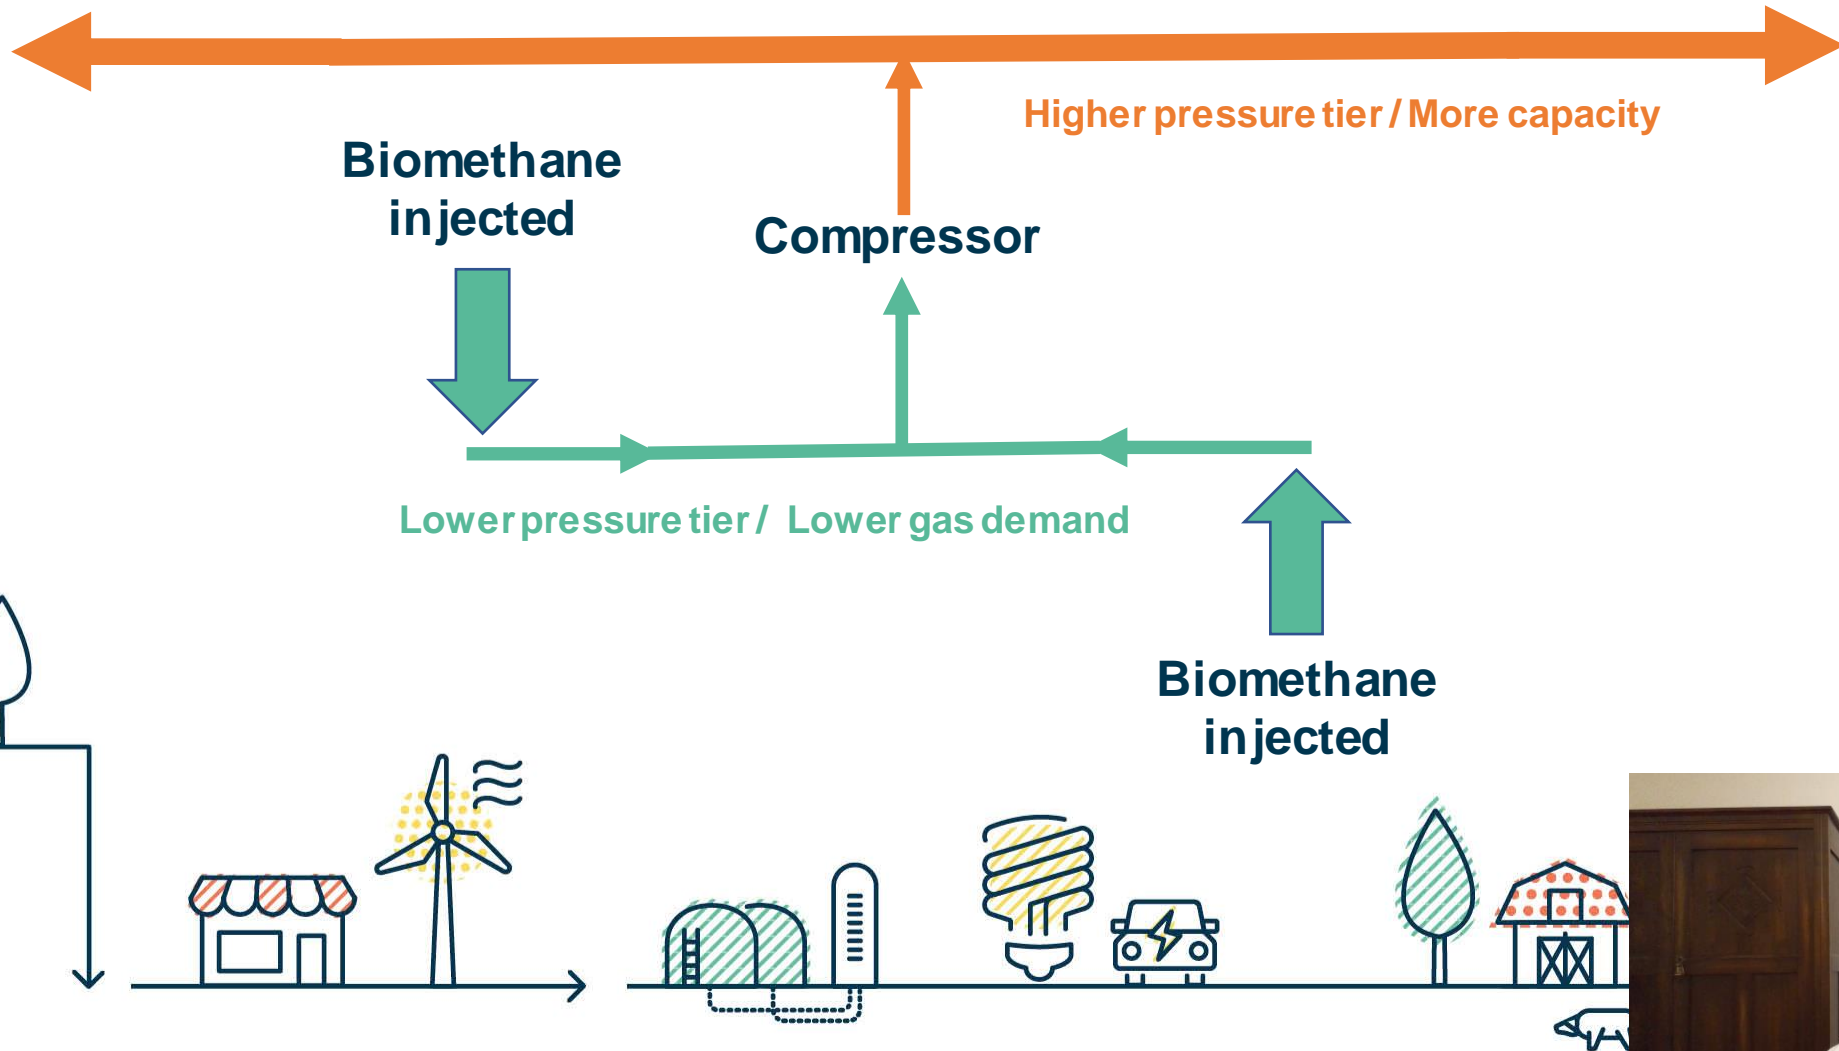 Higher pressure tier / More capacity
Biomethane
injected
Compressor
Lower pressure tier / Lower gas demand
Biomethane
injected